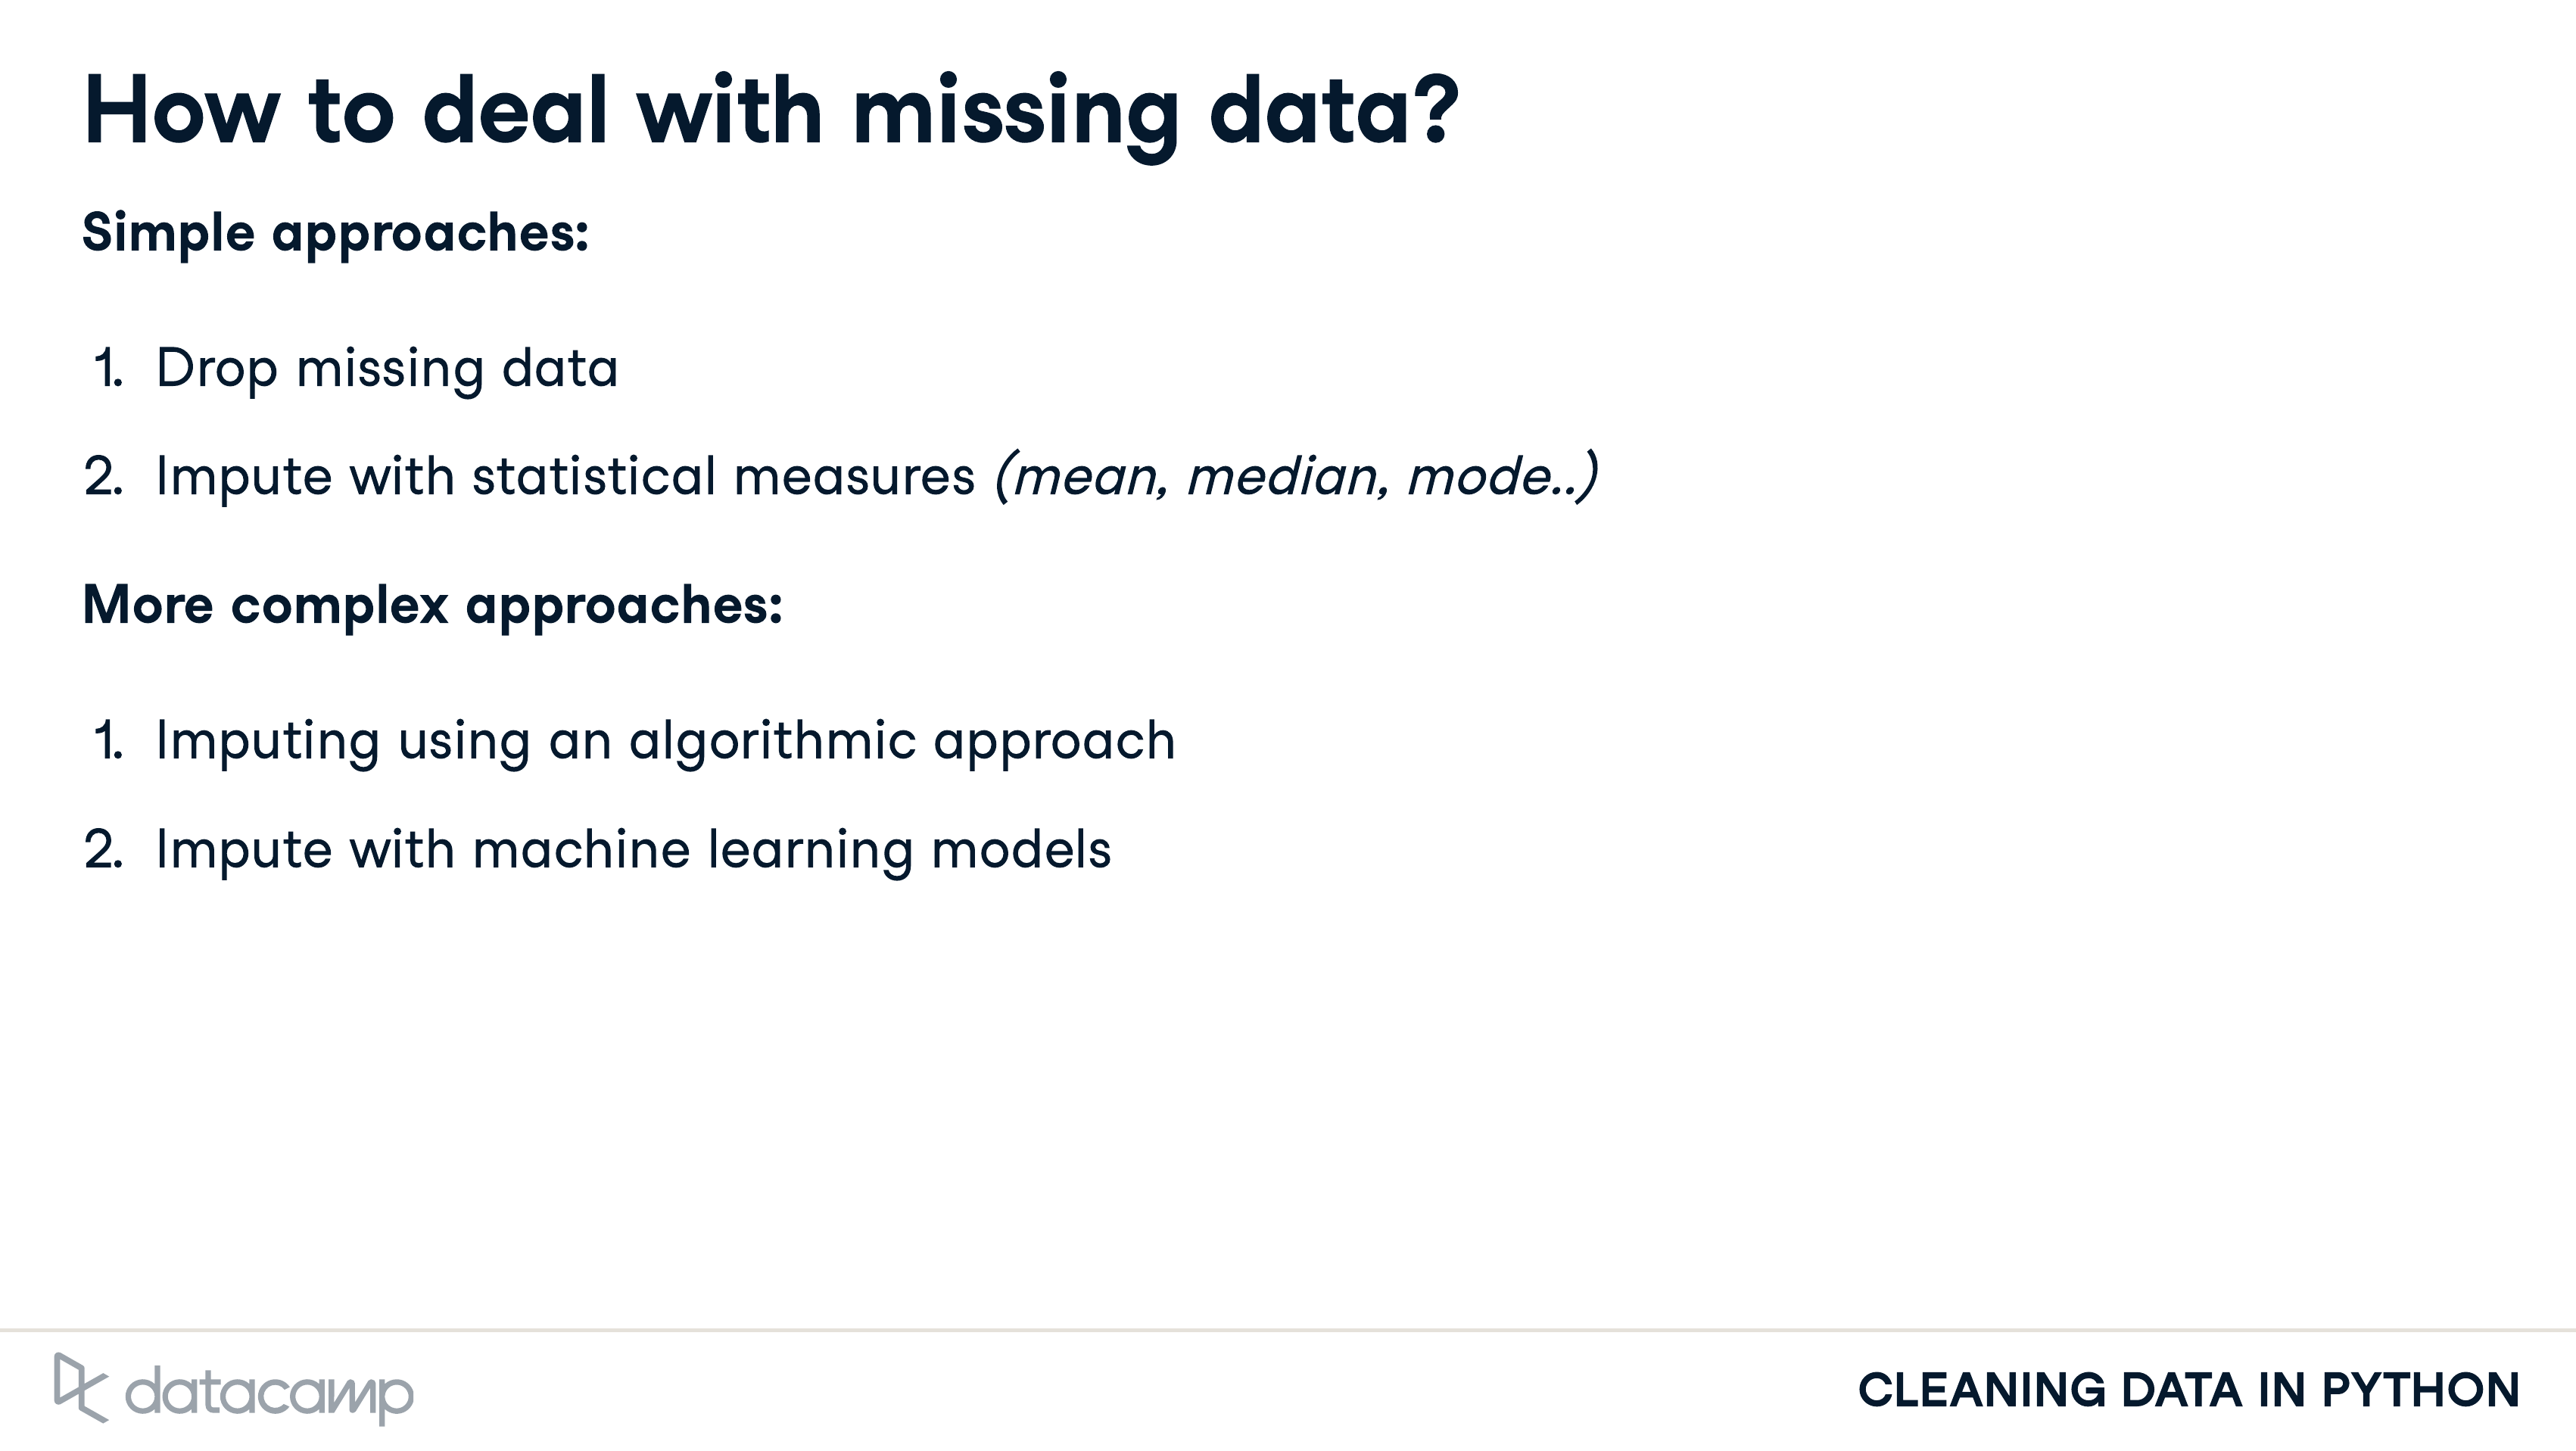 How to deal with missing data?
Simple approaches:
1. Drop missing data
2. Impute with statistical measures (mean, median, mode..)
More complex approaches:
1. Imputing using an algorithmic approach
2. Impute with machine learning models
datacamp
CLEANING DATA IN PYTHON